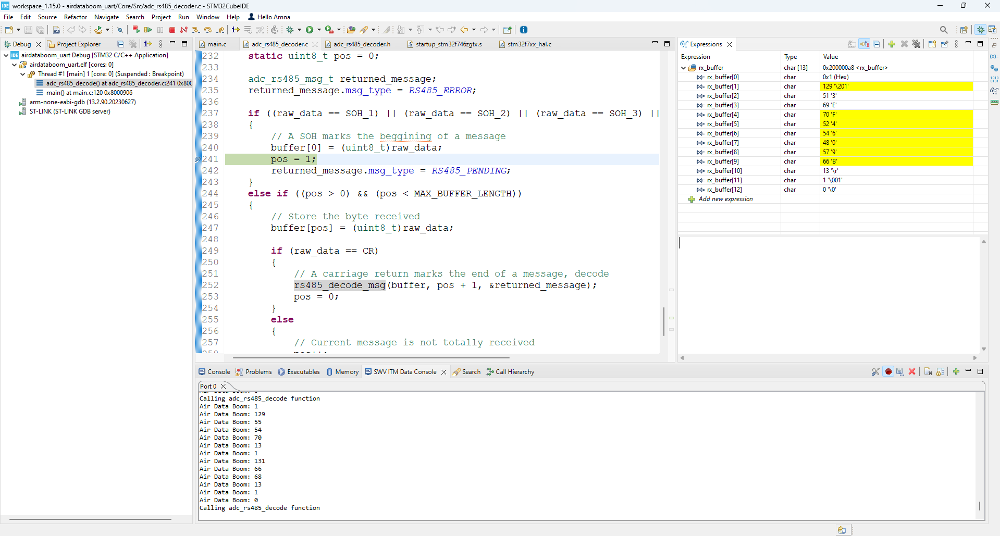 IDE workspace_1.15.0 - airdataboom_uart/Core/Src/adc_rs485_decoder.c - STM32CubeIDE
File Edit Source Refactor Navigate Search Project Run Window Help Hello Amna
Debug Project Explorer
IDE airdataboom_uart Debug [STM32 C/C++ Application]
airdataboom_uart.elf [cores: 0]
Thread #1 [main] 1 [core: 0] (Suspended : Breakpoint)
adc_rs485_decode() at adc_rs485_decoder.c:241 0x800
main() at main.c:120 0x8000906
arm-none-eabi-gdb (13.2.90.20230627)
ST-LINK (ST-LINK GDB server)
main.c adc_rs485_decoder.c adc_rs485_decoder.h startup_stm32f746zgtx.s stm32f7xx_hal.c
232 static uint8_t pos = 0;
233
234 adc_rs485_msg_t returned_message;
235 returned_message.msg_type = RS485_ERROR;
236
237 if ((raw_data == SOH_1) || (raw_data == SOH_2) || (raw_data == SOH_3) ||
238 {
239 // A SOH marks the beggining of a message
240 buffer[0] = (uint8_t)raw_data;
241 pos = 1;
242 returned_message.msg_type = RS485_PENDING;
243 }
244 else if ((pos > 0) && (pos < MAX_BUFFER_LENGTH))
245 {
246 // Store the byte received
247 buffer[pos] = (uint8_t)raw_data;
248
249 if (raw_data == CR)
250 {
251 // A carriage return marks the end of a message, decode
252 rs485_decode_msg(buffer, pos + 1, &returned_message);
253 pos = 0;
254 }
255 else
256 {
257 // Current message is not totally received
Expressions
Expression Type Value
rx_buffer char [13] 0x200000a8 <rx_buffer>
(x)= rx_buffer[0] char 0x1 (Hex)
(x)= rx_buffer[1] char 129 '\201'
(x)= rx_buffer[2] char 51 '3'
(x)= rx_buffer[3] char 69 'E'
(x)= rx_buffer[4] char 70 'F'
(x)= rx_buffer[5] char 52 '4'
(x)= rx_buffer[6] char 54 '6'
(x)= rx_buffer[7] char 48 '0'
(x)= rx_buffer[8] char 57 '9'
(x)= rx_buffer[9] char 66 'B'
(x)= rx_buffer[10] char 13 '\r'
(x)= rx_buffer[11] char 1 '\001'
(x)= rx_buffer[12] char 0 '\0'
Add new expression
Console Problems Executables Memory SWV ITM Data Console Search Call Hierarchy
Port 0
Calling adc_rs485_decode function
Air Data Boom: 1
Air Data Boom: 129
Air Data Boom: 55
Air Data Boom: 54
Air Data Boom: 70
Air Data Boom: 13
Air Data Boom: 1
Air Data Boom: 131
Air Data Boom: 66
Air Data Boom: 68
Air Data Boom: 13
Air Data Boom: 1
Air Data Boom: 0
Calling adc_rs485_decode function